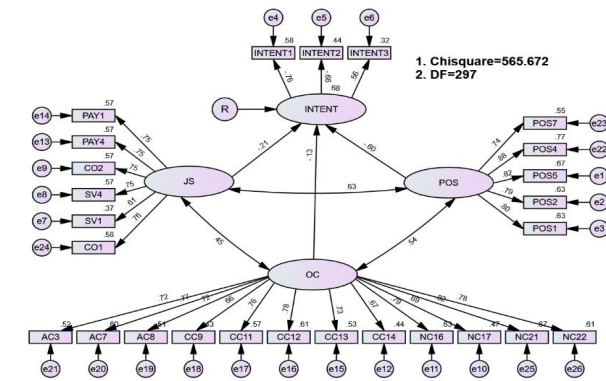 e4 e5 e6
.58 .44 .32
INTENT1 INTENT2 INTENT3
-.76 -.66 .56
1. Chisquare=565.672
2. DF=297
.68
R INTENT
.57 .55
e14 PAY1 POS7 e23
.57 .77
e13 PAY4 POS4 e22
.57 .67
e9 CO2 POS5 e1
.57 .63
e8 SV4 POS2 e2
.37 .63
e7 SV1 POS1 e3
.58
e24 CO1
.75 .75 .75 .75 .61 .76
.74 .88 .82 .79 .80
-.21 -.13 -.60
JS .63 POS
.45 .54
OC
.72 .77 .72 .76 .78 .73 .67 .79 .69 .82 .78
.52 .60 .51 .57 .61 .53 .44 .63 .47 .67 .61
AC3 AC7 AC8 CC9 CC11 CC12 CC13 CC14 NC16 NC17 NC21 NC22
e21 e20 e19 e18 e17 e16 e15 e12 e11 e10 e25 e26